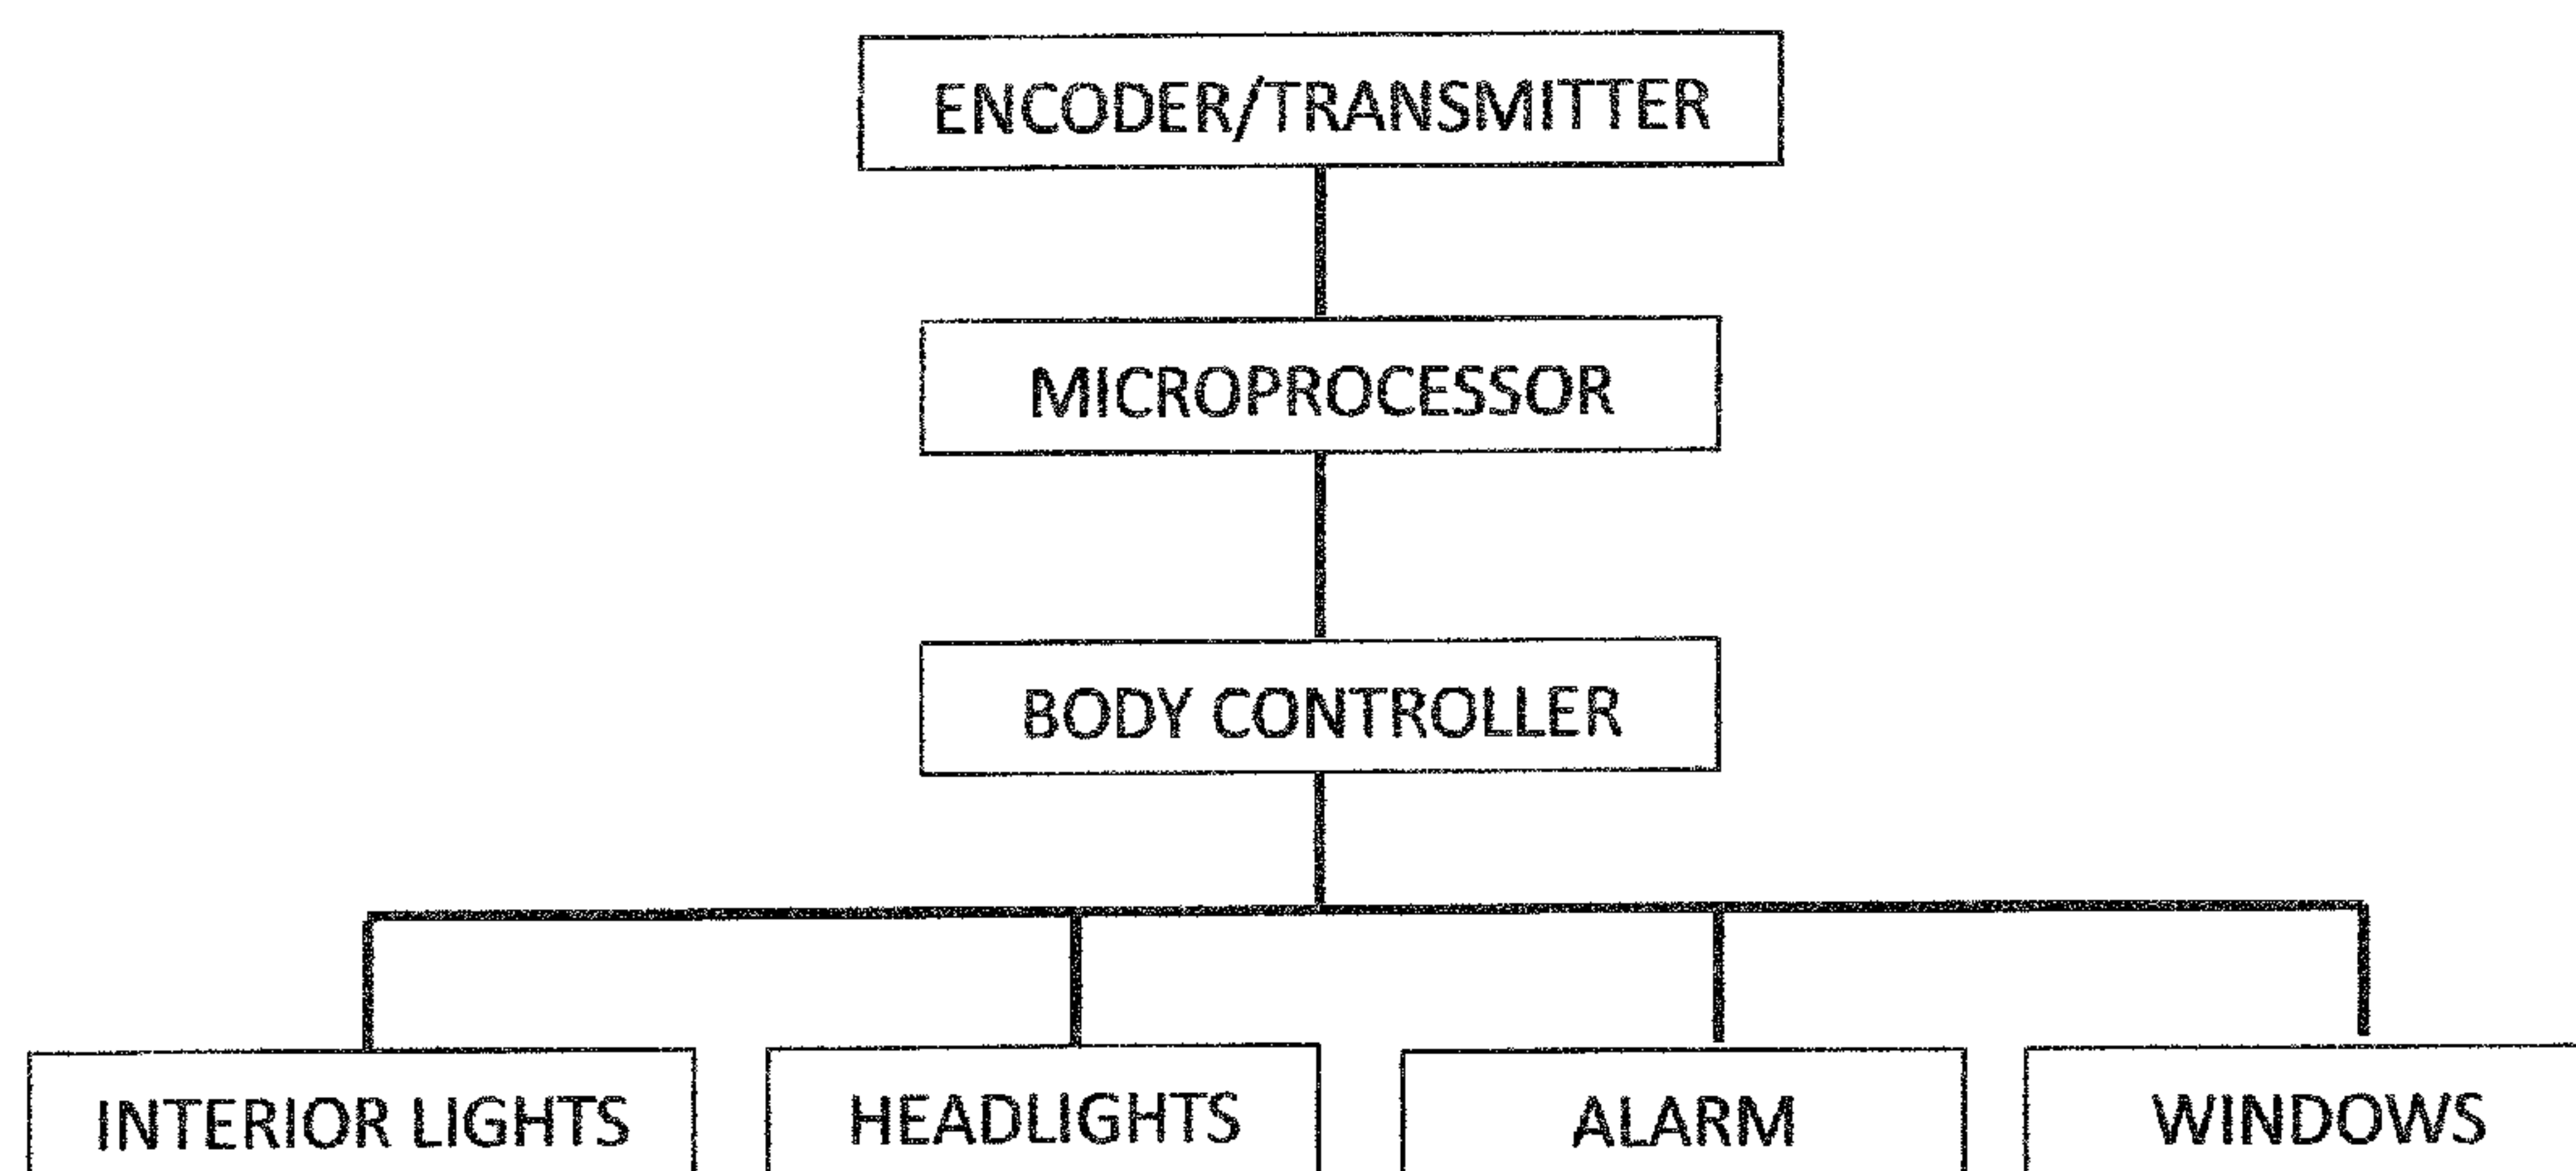 ENCODER/TRANSMITTER
MICROPROCESSOR
BODY CONTROLLER
INTERIOR LIGHTS
HEADLIGHTS
ALARM
WINDOWS